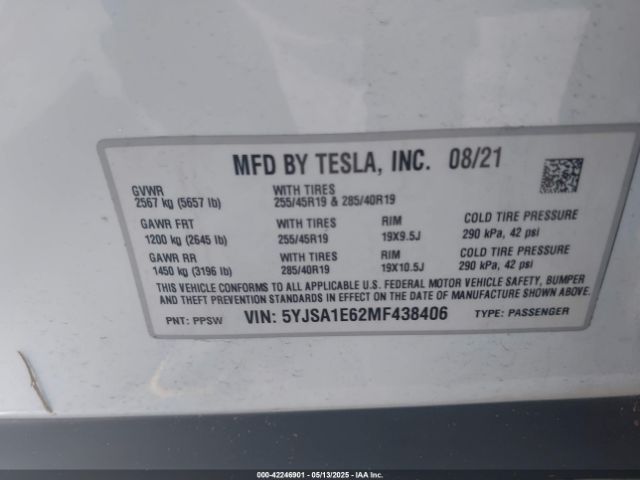 MFD BY TESLA, INC. 08/21
GVWR WITH TIRES
2567 kg (5657 lb) 255/45R19 & 285/40R19
GAWR FRT WITH TIRES RIM COLD TIRE PRESSURE
1200 kg (2645 lb) 255/45R19 19X9.5J 290 kPa, 42 psi
GAWR RR WITH TIRES RIM COLD TIRE PRESSURE
1450 kg (3196 lb) 285/40R19 19X10.5J 290 kPa, 42 psi
THIS VEHICLE CONFORMS TO ALL APPLICABLE U.S. FEDERAL MOTOR VEHICLE SAFETY, BUMPER
AND THEFT PREVENTION STANDARDS IN EFFECT ON THE DATE OF MANUFACTURE SHOWN ABOVE.
PNT: PPSW VIN: 5YJSA1E62MF438406 TYPE: PASSENGER
000-42246901 - 05/13/2025 - IAA Inc.